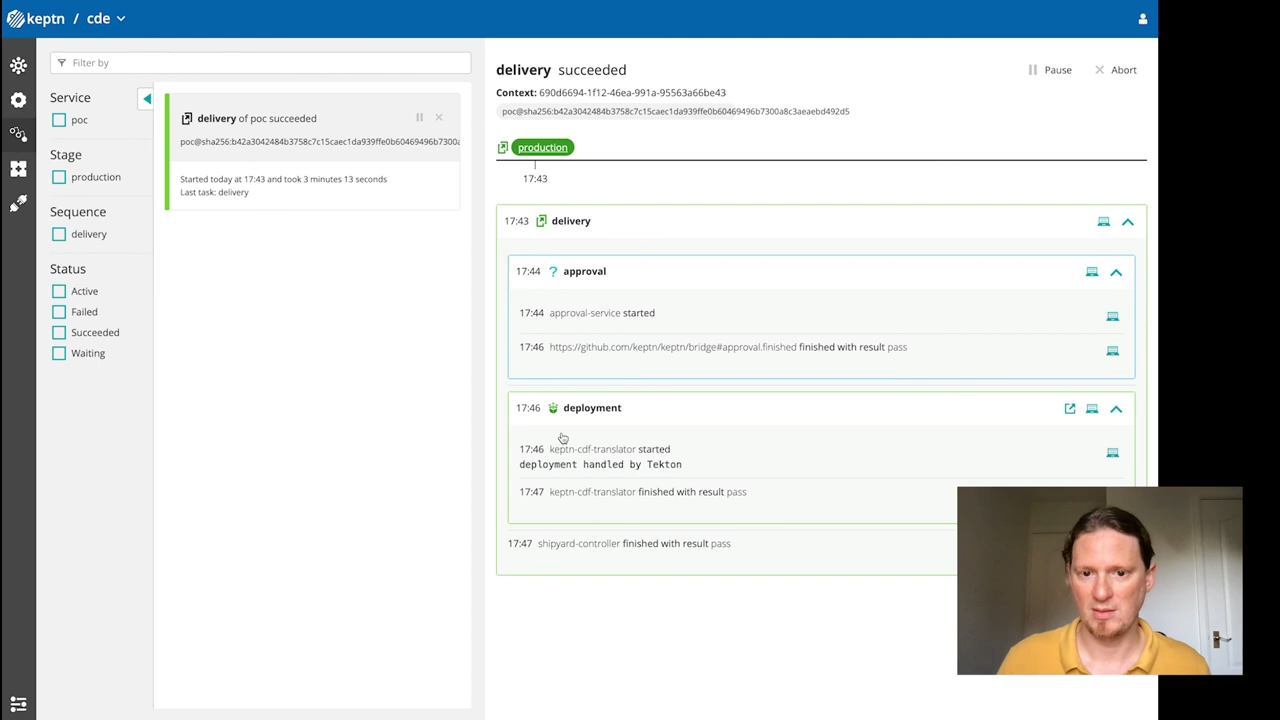 keptn / cde
Filter by
Service
poc
Stage
production
Sequence
delivery
Status
Active
Failed
Succeeded
Waiting
delivery of poc succeeded
poc@sha256:b42a3042484b3758c7c15caec1da939ffe0b60469496b7300a
Started today at 17:43 and took 3 minutes 13 seconds
Last task: delivery
delivery succeeded
Pause
Abort
Context: 690d6694-1f12-46ea-991a-95563a66be43
poc@sha256:b42a3042484b3758c7c15caec1da939ffe0b60469496b7300a8c3aeaebd492d5
production
17:43
17:43 delivery
17:44 ? approval
17:44 approval-service started
17:46 https://github.com/keptn/keptn/bridge#approval.finished finished with result pass
17:46 deployment
17:46 keptn-cdf-translator started
deployment handled by Tekton
17:47 keptn-cdf-translator finished with result pass
17:47 shipyard-controller finished with result pass